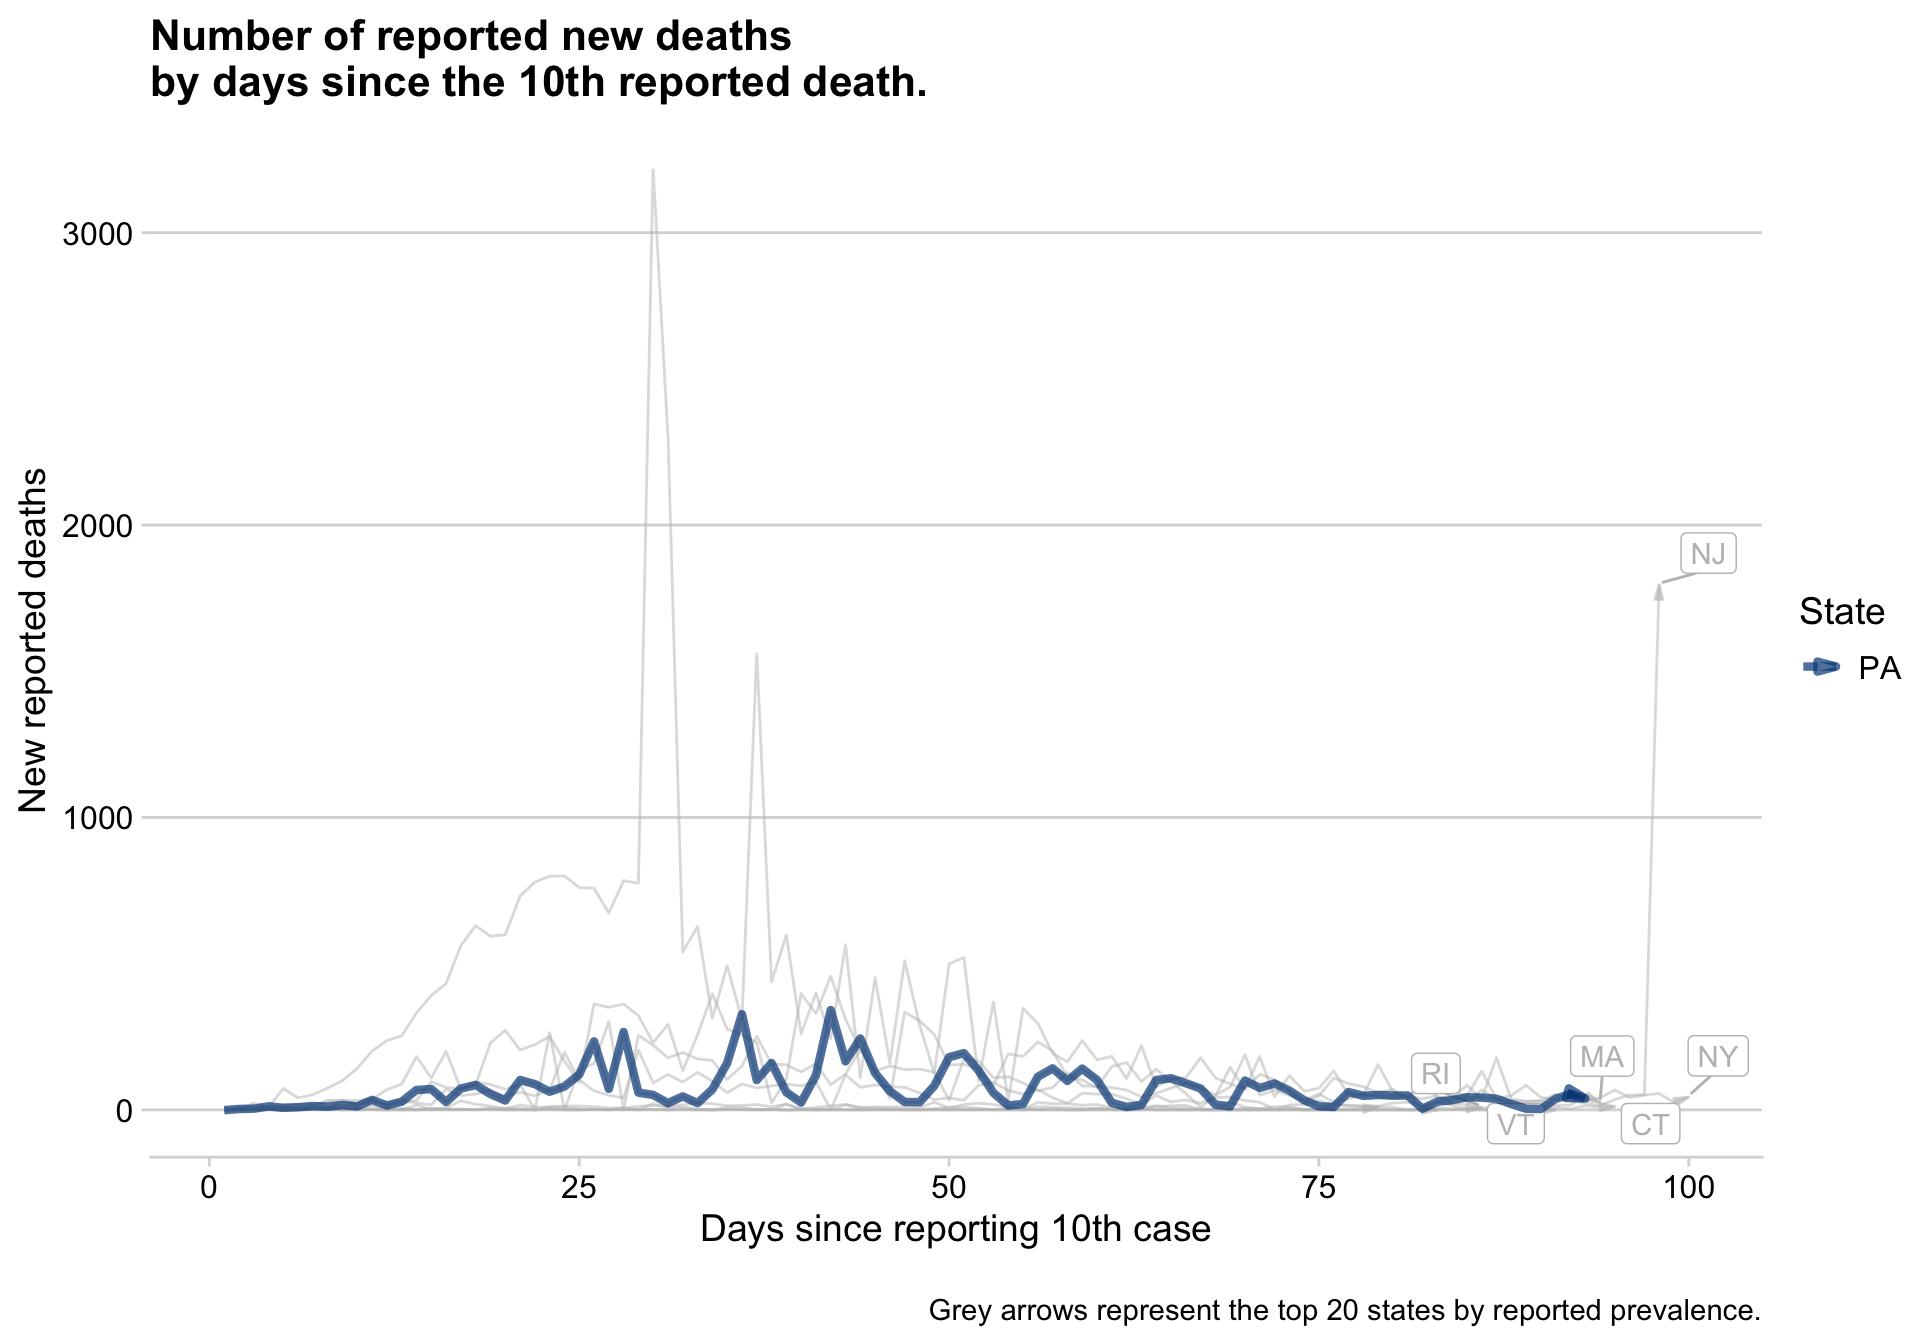 Number of reported new deaths
by days since the 10th reported death.
New reported deaths
3000
2000
1000
0
NJ
RI
MA
NY
VT
CT
0
25
50
75
100
Days since reporting 10th case
State
PA
Grey arrows represent the top 20 states by reported prevalence.